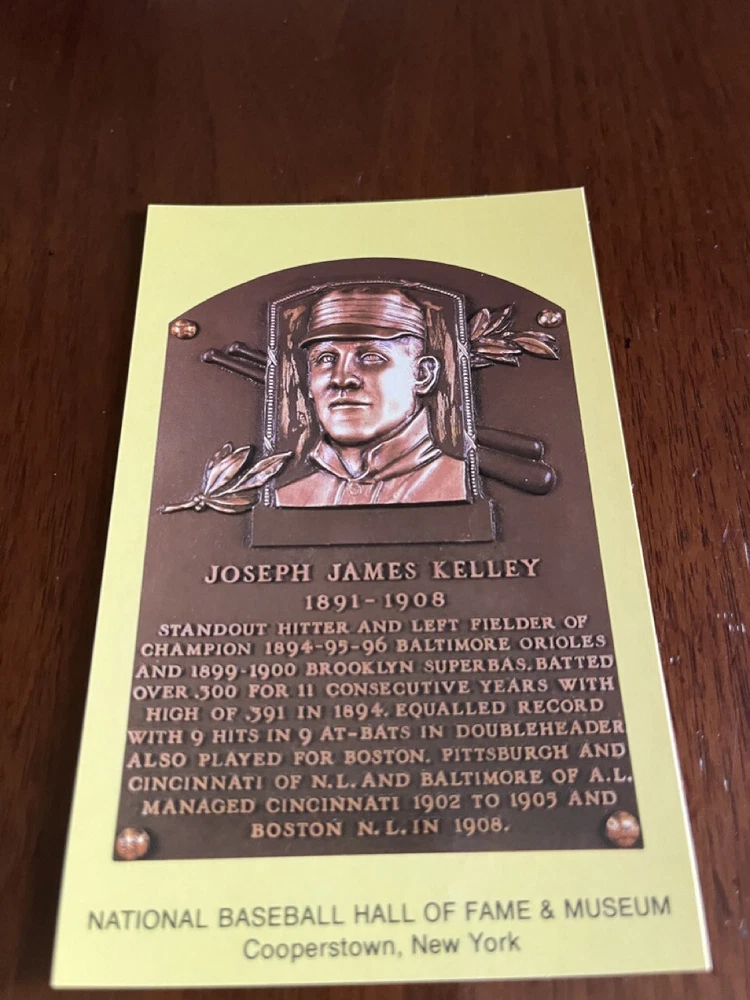 JOSEPH JAMES KELLEY
1891-1908
STANDOUT HITTER AND LEFT FIELDER OF
CHAMPION 1894-95-96 BALTIMORE ORIOLES
AND 1899-1900 BROOKLYN SUPERBAS. BATTED
OVER .300 FOR 11 CONSECUTIVE YEARS WITH
HIGH OF .391 IN 1894. EQUALLED RECORD
WITH 9 HITS IN 9 AT-BATS IN DOUBLEHEADER
ALSO PLAYED FOR BOSTON. PITTSBURGH AND
CINCINNATI OF N.L. AND BALTIMORE OF A.L.
MANAGED CINCINNATI 1902 TO 1905 AND
BOSTON N.L. IN 1908.
NATIONAL BASEBALL HALL OF FAME & MUSEUM
Cooperstown, New York